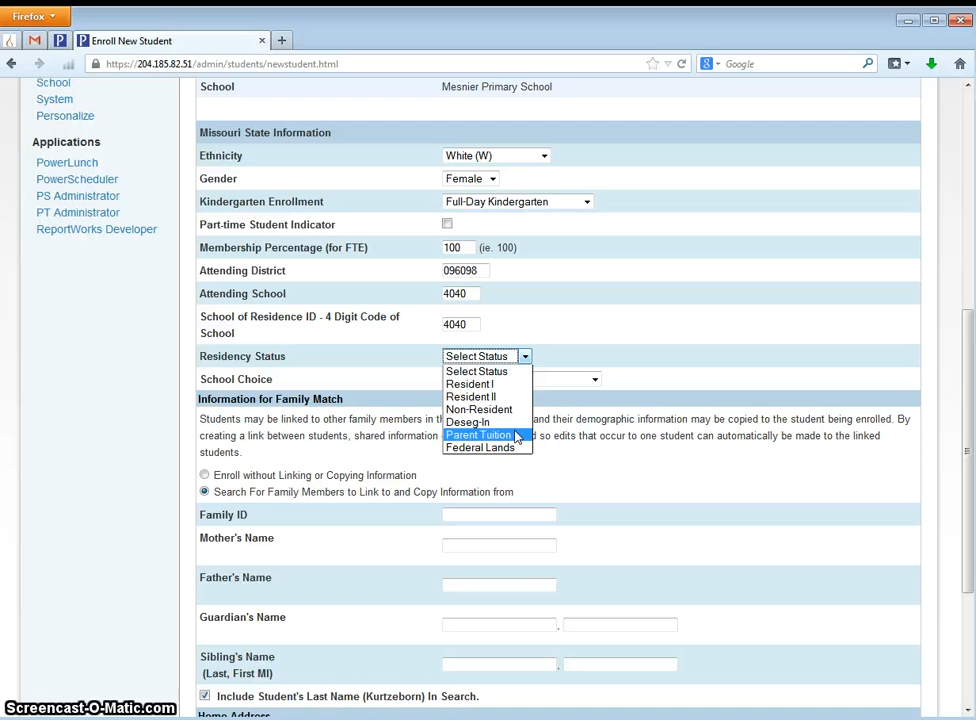 Firefox
Enroll New Student
https://204.185.82.51/admin/students/newstudent.html
Google
School
System
Personalize
Applications
PowerLunch
PowerScheduler
PS Administrator
PT Administrator
ReportWorks Developer
School Mesnier Primary School
Missouri State Information
Ethnicity White (W)
Gender Female
Kindergarten Enrollment Full-Day Kindergarten
Part-time Student Indicator
Membership Percentage (for FTE) 100 (ie. 100)
Attending District 096098
Attending School 4040
School of Residence ID - 4 Digit Code of
School 4040
Residency Status Select Status
Select Status
Resident I
Resident II
Non-Resident
Deseg-In
Parent Tuition
Federal Lands
School Choice
Information for Family Match
Students may be linked to other family members in th and their demographic information may be copied to the student being enrolled. By
creating a link between students, shared information d so edits that occur to one student can automatically be made to the linked
students.
Enroll without Linking or Copying Information
Search For Family Members to Link to and Copy Information from
Family ID
Mother's Name
Father's Name
Guardian's Name ,
Sibling's Name
(Last, First MI) ,
Include Student's Last Name (Kurtzeborn) In Search.
Home Address
Screencast-O-Matic.com